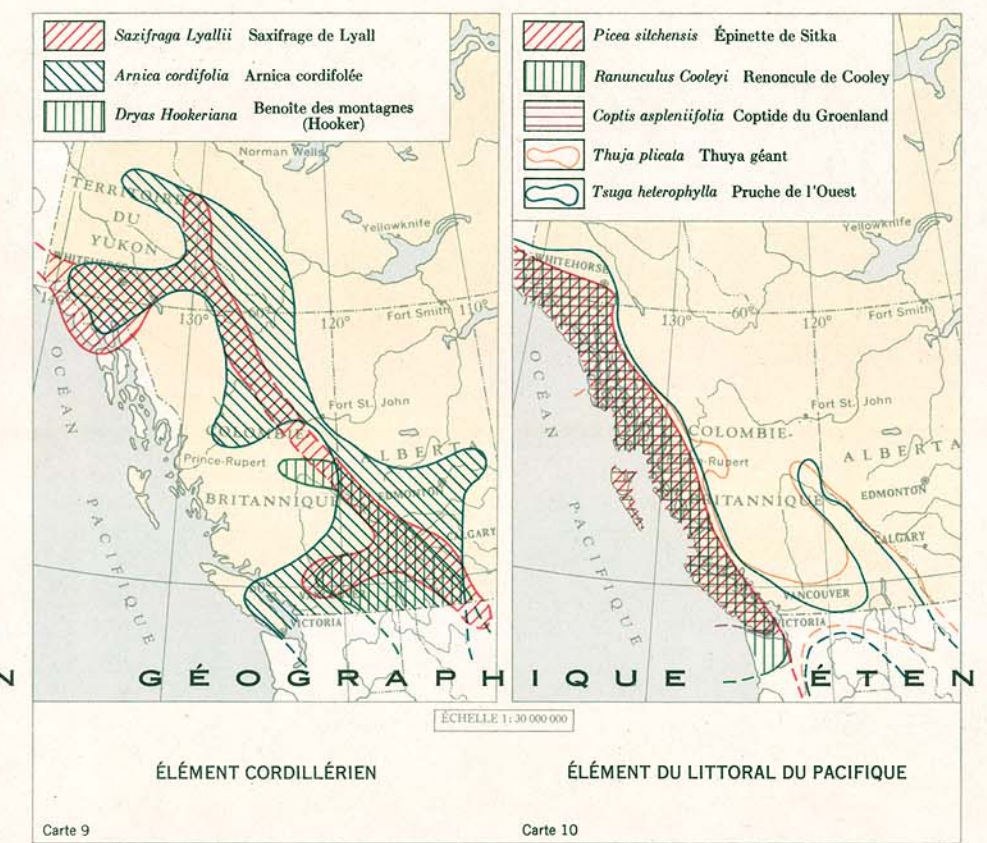 Saxifraga Lyallii Saxifrage de Lyall
Arnica cordifolia Arnica cordifolée
Dryas Hookeriana Benoîte des montagnes
(Hooker)
Norman Wells
TERRITOIRE
DU
YUKON
WHITEHORSE
Yellowknife
130°
60°
120°
Fort Smith
110°
OCÉAN
PACIFIQUE
Fort St. John
COLOMBIE
BRITANNIQUE
Prince-Rupert
ALBERTA
EDMONTON
CALGARY
VANCOUVER
VICTORIA
Picea sitchensis Épinette de Sitka
Ranunculus Cooleyi Renoncule de Cooley
Coptis aspleniifolia Coptide du Groenland
Thuja plicata Thuya géant
Tsuga heterophylla Pruche de l'Ouest
Yellowknife
WHITEHORSE
130°
60°
120°
Fort Smith
110°
OCÉAN
PACIFIQUE
Fort St. John
COLOMBIE-
BRITANNIQUE
-Rupert
ALBERTA
EDMONTON
CALGARY
VANCOUVER
VICTORIA
N GÉOGRAPHIQUE ÉTEN
ÉCHELLE 1: 30 000 000
ÉLÉMENT CORDILLÉRIEN
ÉLÉMENT DU LITTORAL DU PACIFIQUE
Carte 9
Carte 10